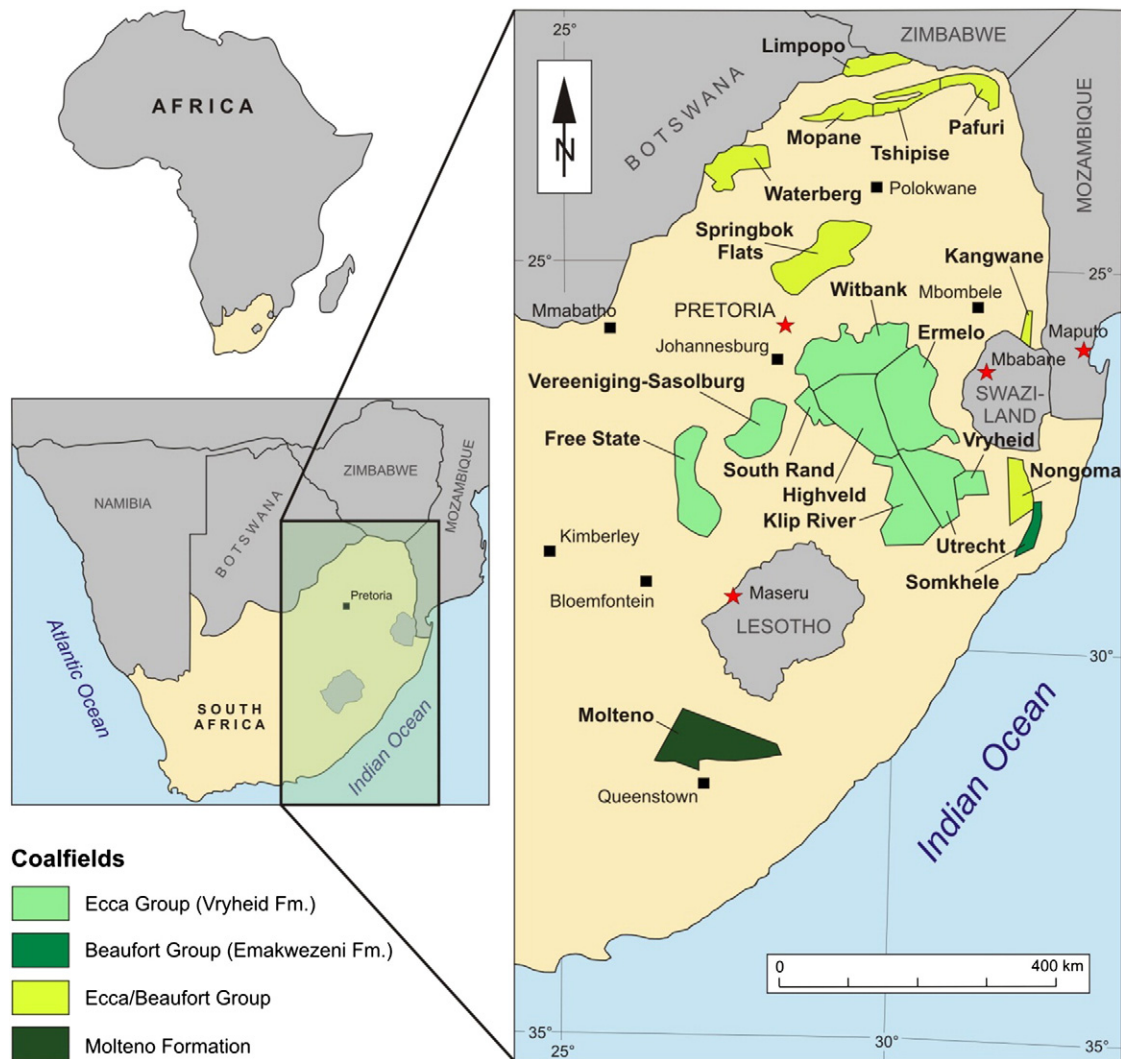 AFRICA
NAMIBIA
BOTSWANA
ZIMBABWE
MOZAMBIQUE
Pretoria
SOUTH
AFRICA
Atlantic Ocean
Indian Ocean
Coalfields
Ecca Group (Vryheid Fm.)
Beaufort Group (Emakwezeni Fm.)
Ecca/Beaufort Group
Molteno Formation
25°
ZIMBABWE
Limpopo
BOTSWANA
N
MOZAMBIQUE
Mopane
Tshipise
Pafuri
Waterberg
Polokwane
Springbok
Flats
25°
Kangwane
25°
Witbank
Mbombele
Mmabatho
PRETORIA
Ermelo
Maputo
Johannesburg
Mbabane
Vereeniging-Sasolburg
SWAZI-
LAND
Free State
Vryheid
South Rand
Nongoma
Highveld
Klip River
Kimberley
Utrecht
Somkhele
Bloemfontein
Maseru
LESOTHO
30°
Molteno
Queenstown
Indian Ocean
0
400 km
35°
25°
30°
35°